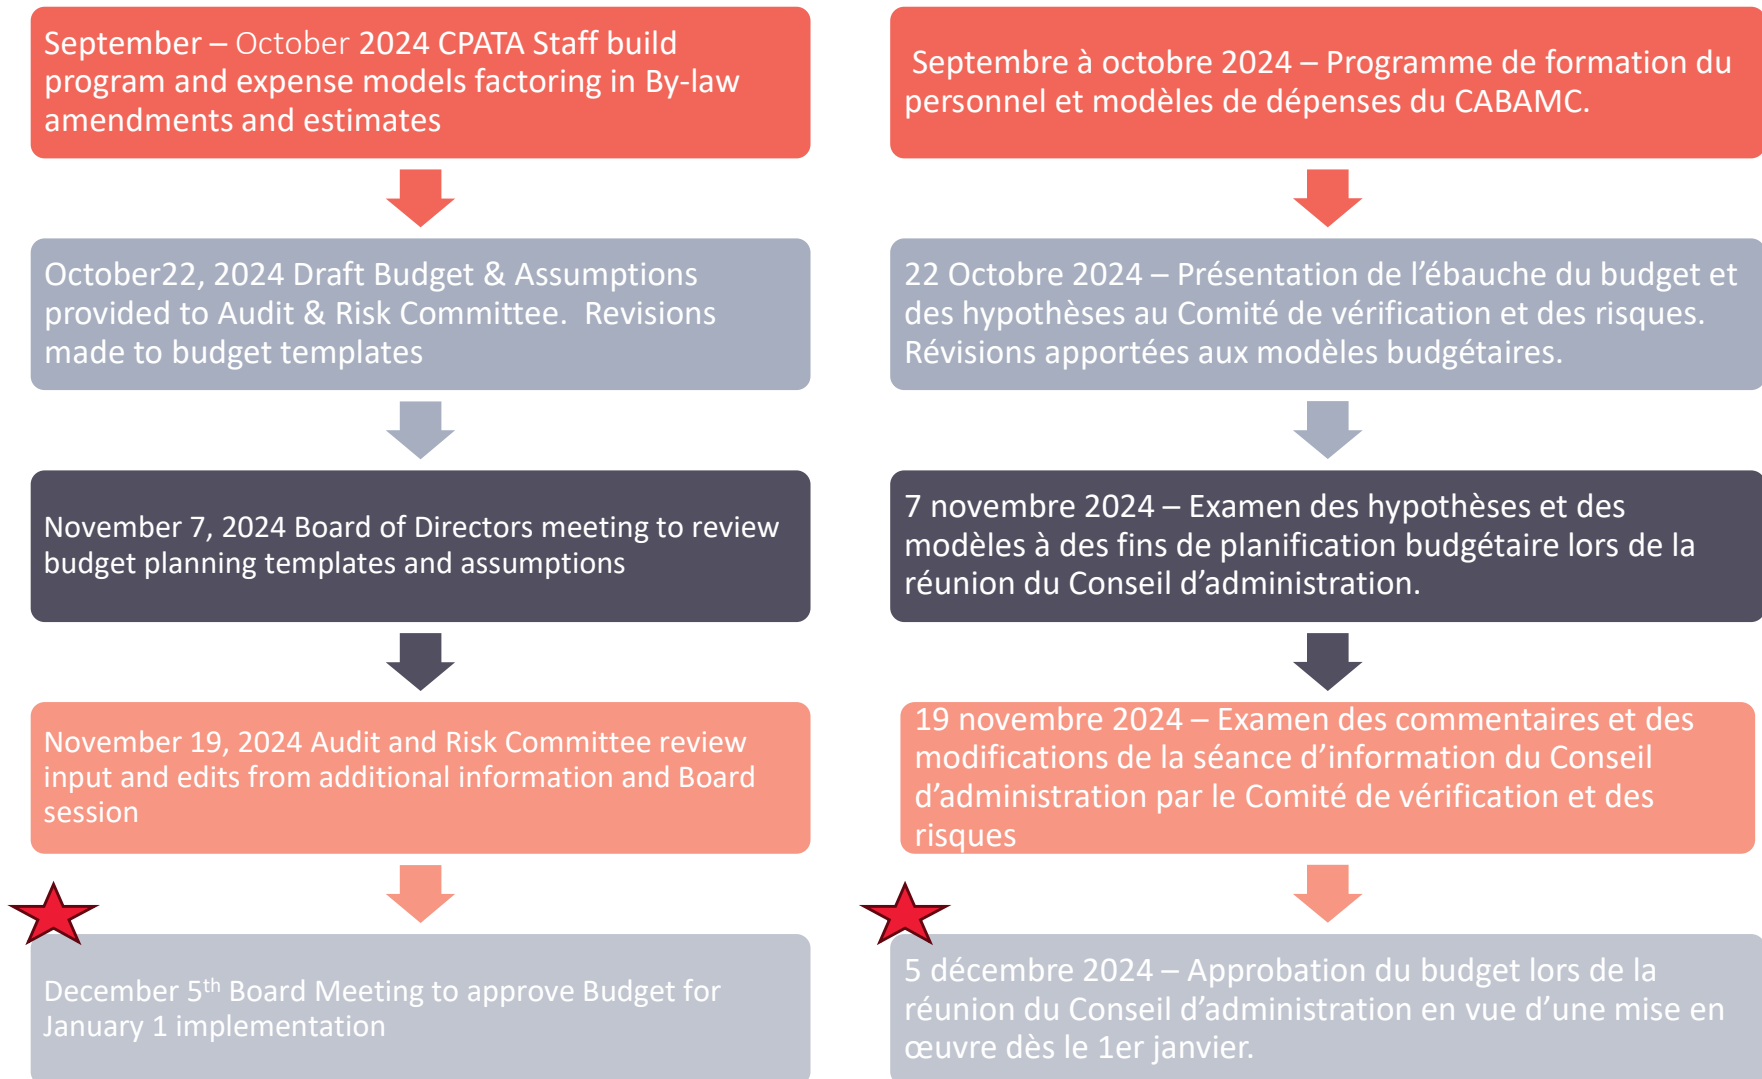 September – October 2024 CPATA Staff build
program and expense models factoring in By-law
amendments and estimates
October22, 2024 Draft Budget & Assumptions
provided to Audit & Risk Committee.  Revisions
made to budget templates
November 7, 2024 Board of Directors meeting to review
budget planning templates and assumptions
November 19, 2024 Audit and Risk Committee review
input and edits from additional information and Board
session
December 5th Board Meeting to approve Budget for
January 1 implementation
Septembre à octobre 2024 – Programme de formation du
personnel et modèles de dépenses du CABAMC.
22 Octobre 2024 – Présentation de l’ébauche du budget et
des hypothèses au Comité de vérification et des risques.
Révisions apportées aux modèles budgétaires.
7 novembre 2024 – Examen des hypothèses et des
modèles à des fins de planification budgétaire lors de la
réunion du Conseil d’administration.
19 novembre 2024 – Examen des commentaires et des
modifications de la séance d’information du Conseil
d’administration par le Comité de vérification et des
risques
5 décembre 2024 – Approbation du budget lors de la
réunion du Conseil d’administration en vue d’une mise en
œuvre dès le 1er janvier.